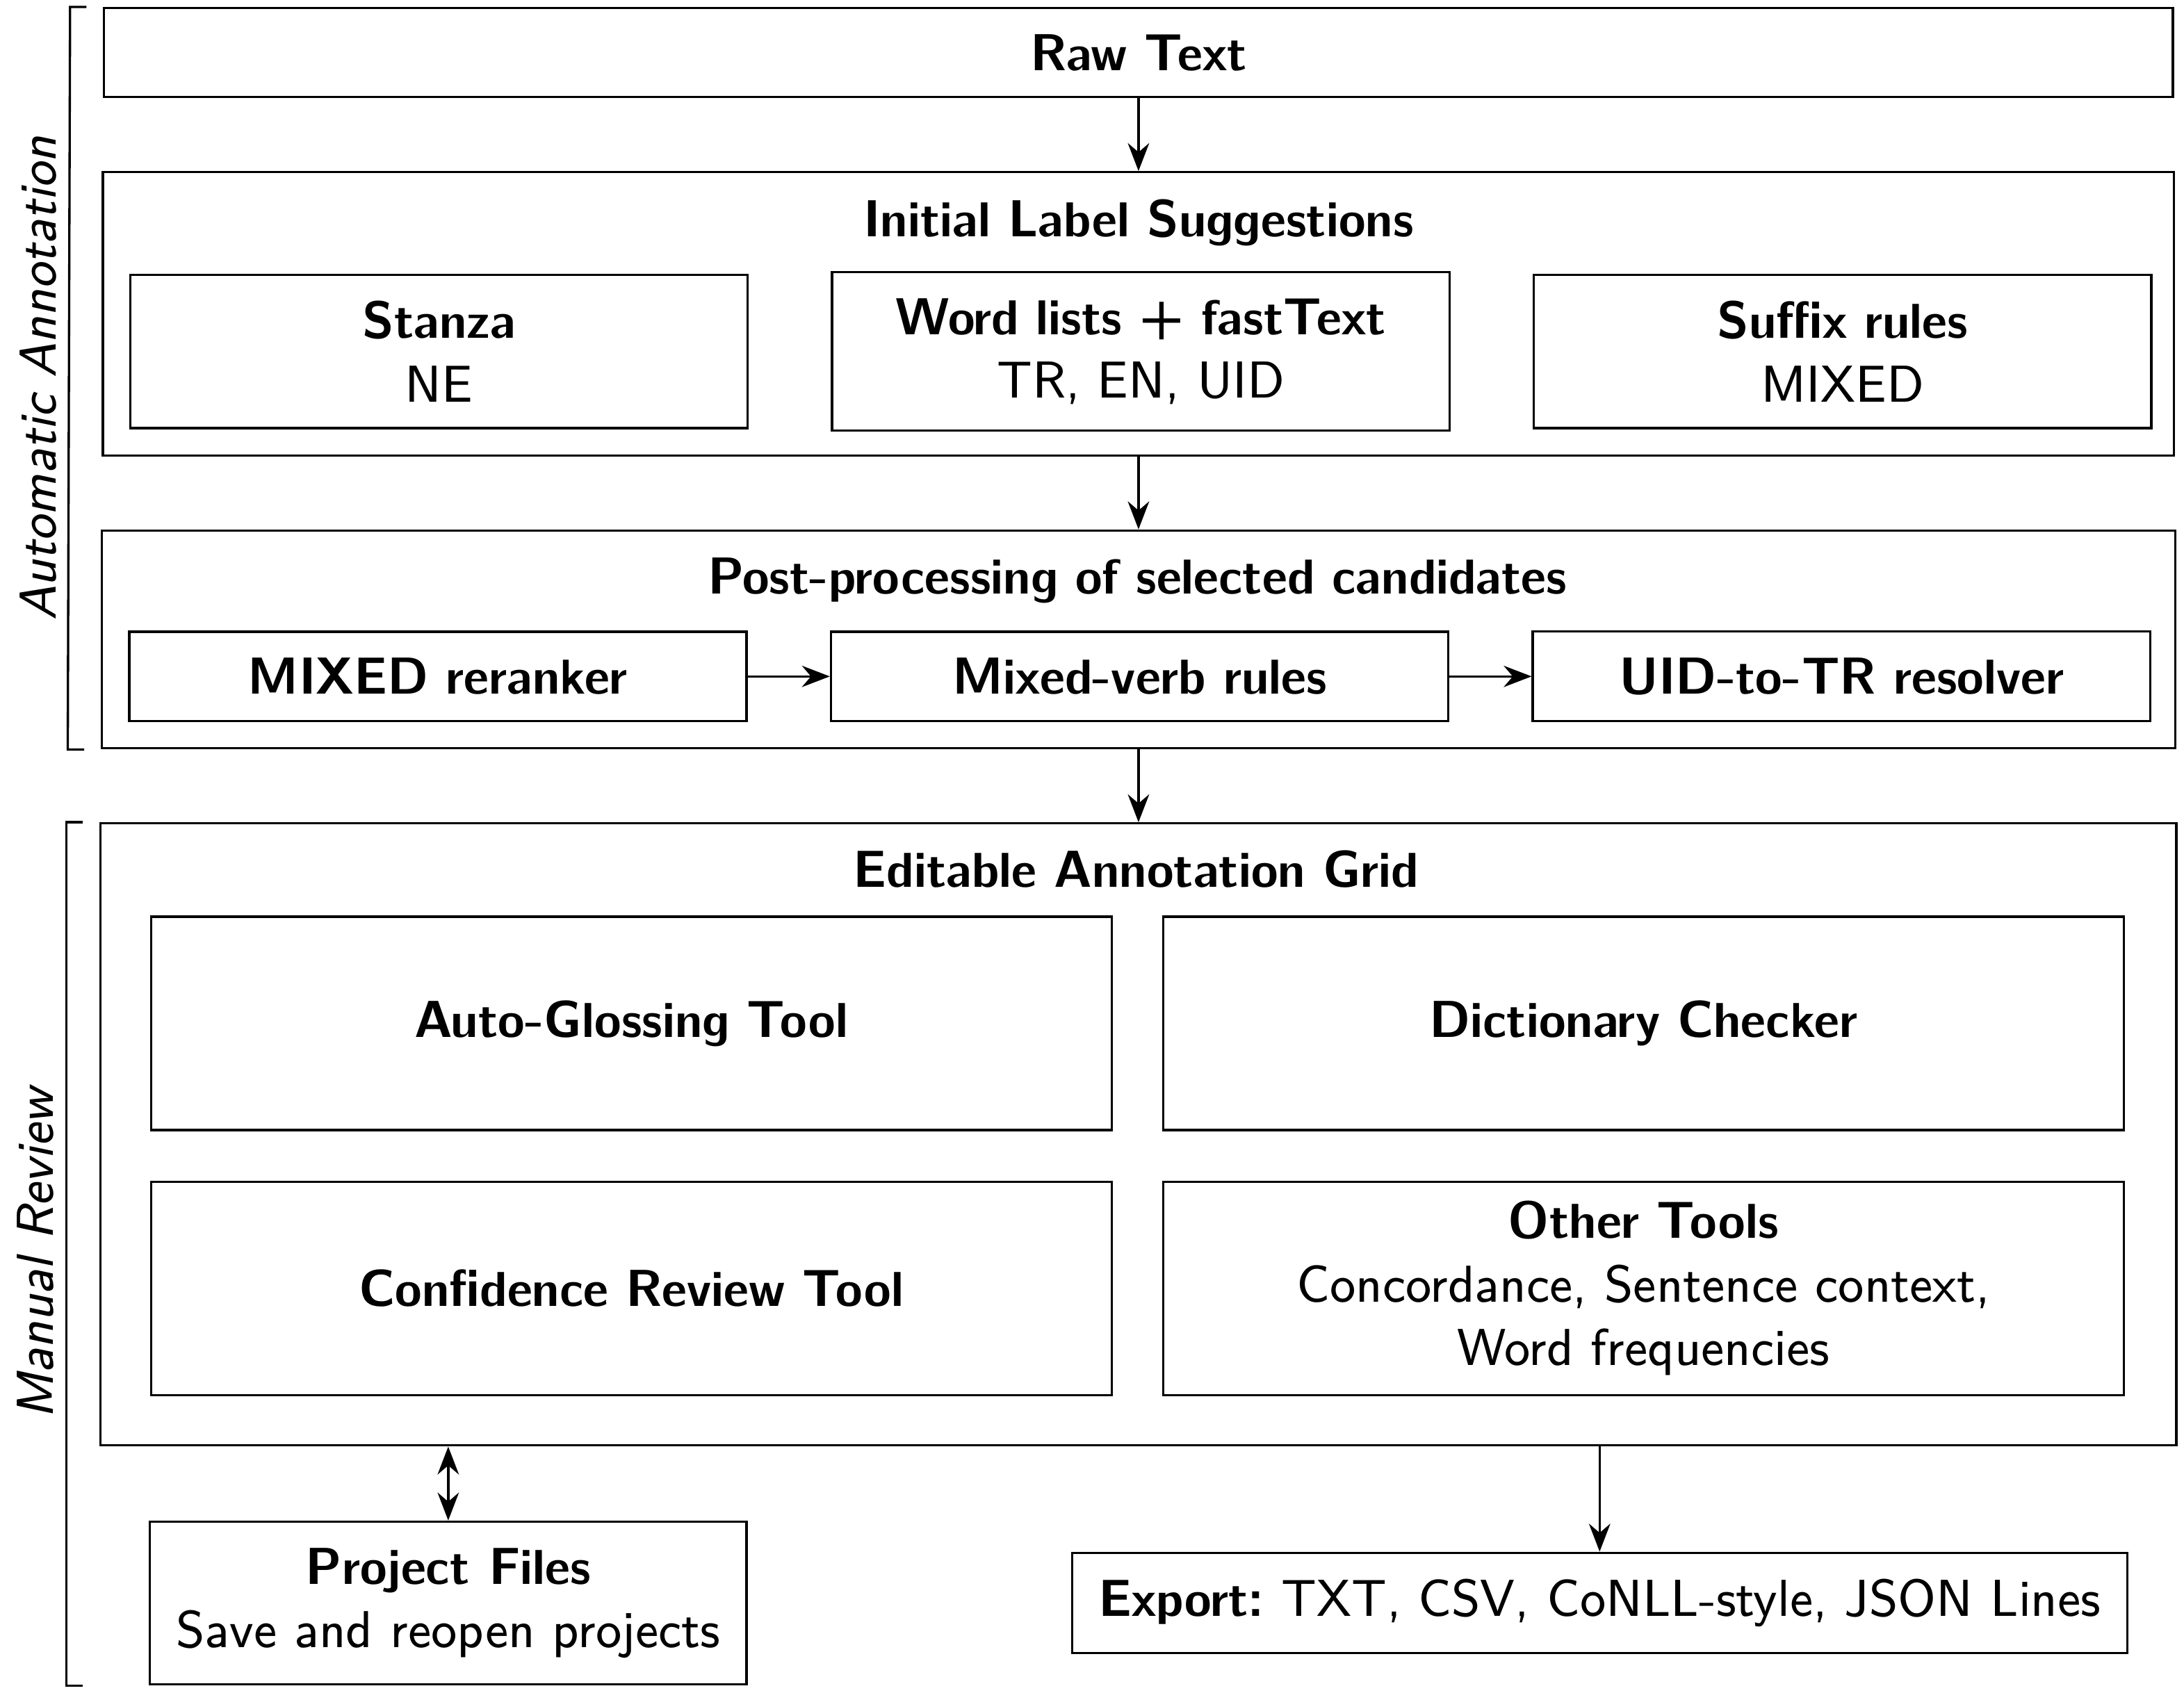 Automatic Annotation
Raw Text
Initial Label Suggestions
Stanza
NE
Word lists + fastText
TR, EN, UID
Suffix rules
MIXED
Post-processing of selected candidates
MIXED reranker
Mixed-verb rules
UID-to-TR resolver
Manual Review
Editable Annotation Grid
Auto-Glossing Tool
Dictionary Checker
Confidence Review Tool
Other Tools
Concordance, Sentence context,
Word frequencies
Project Files
Save and reopen projects
Export: TXT, CSV, CoNLL-style, JSON Lines